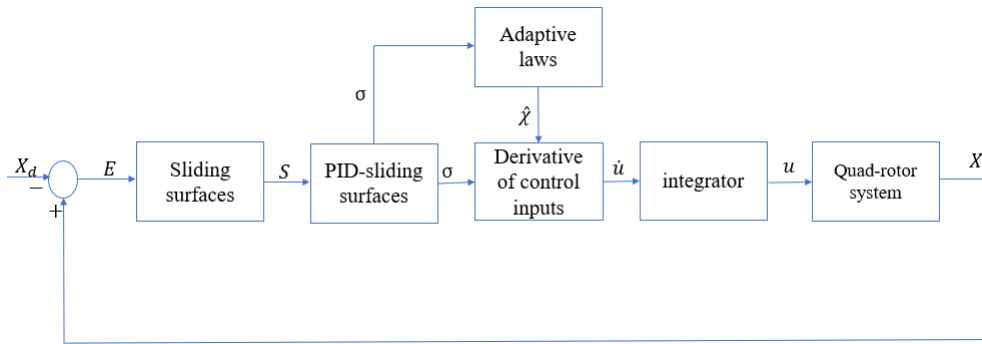 Adaptive
laws
σ
χ̂
X_d
−
+
E
Sliding
surfaces
S
PID-sliding
surfaces
σ
Derivative
of control
inputs
u̇
integrator
u
Quad-rotor
system
X